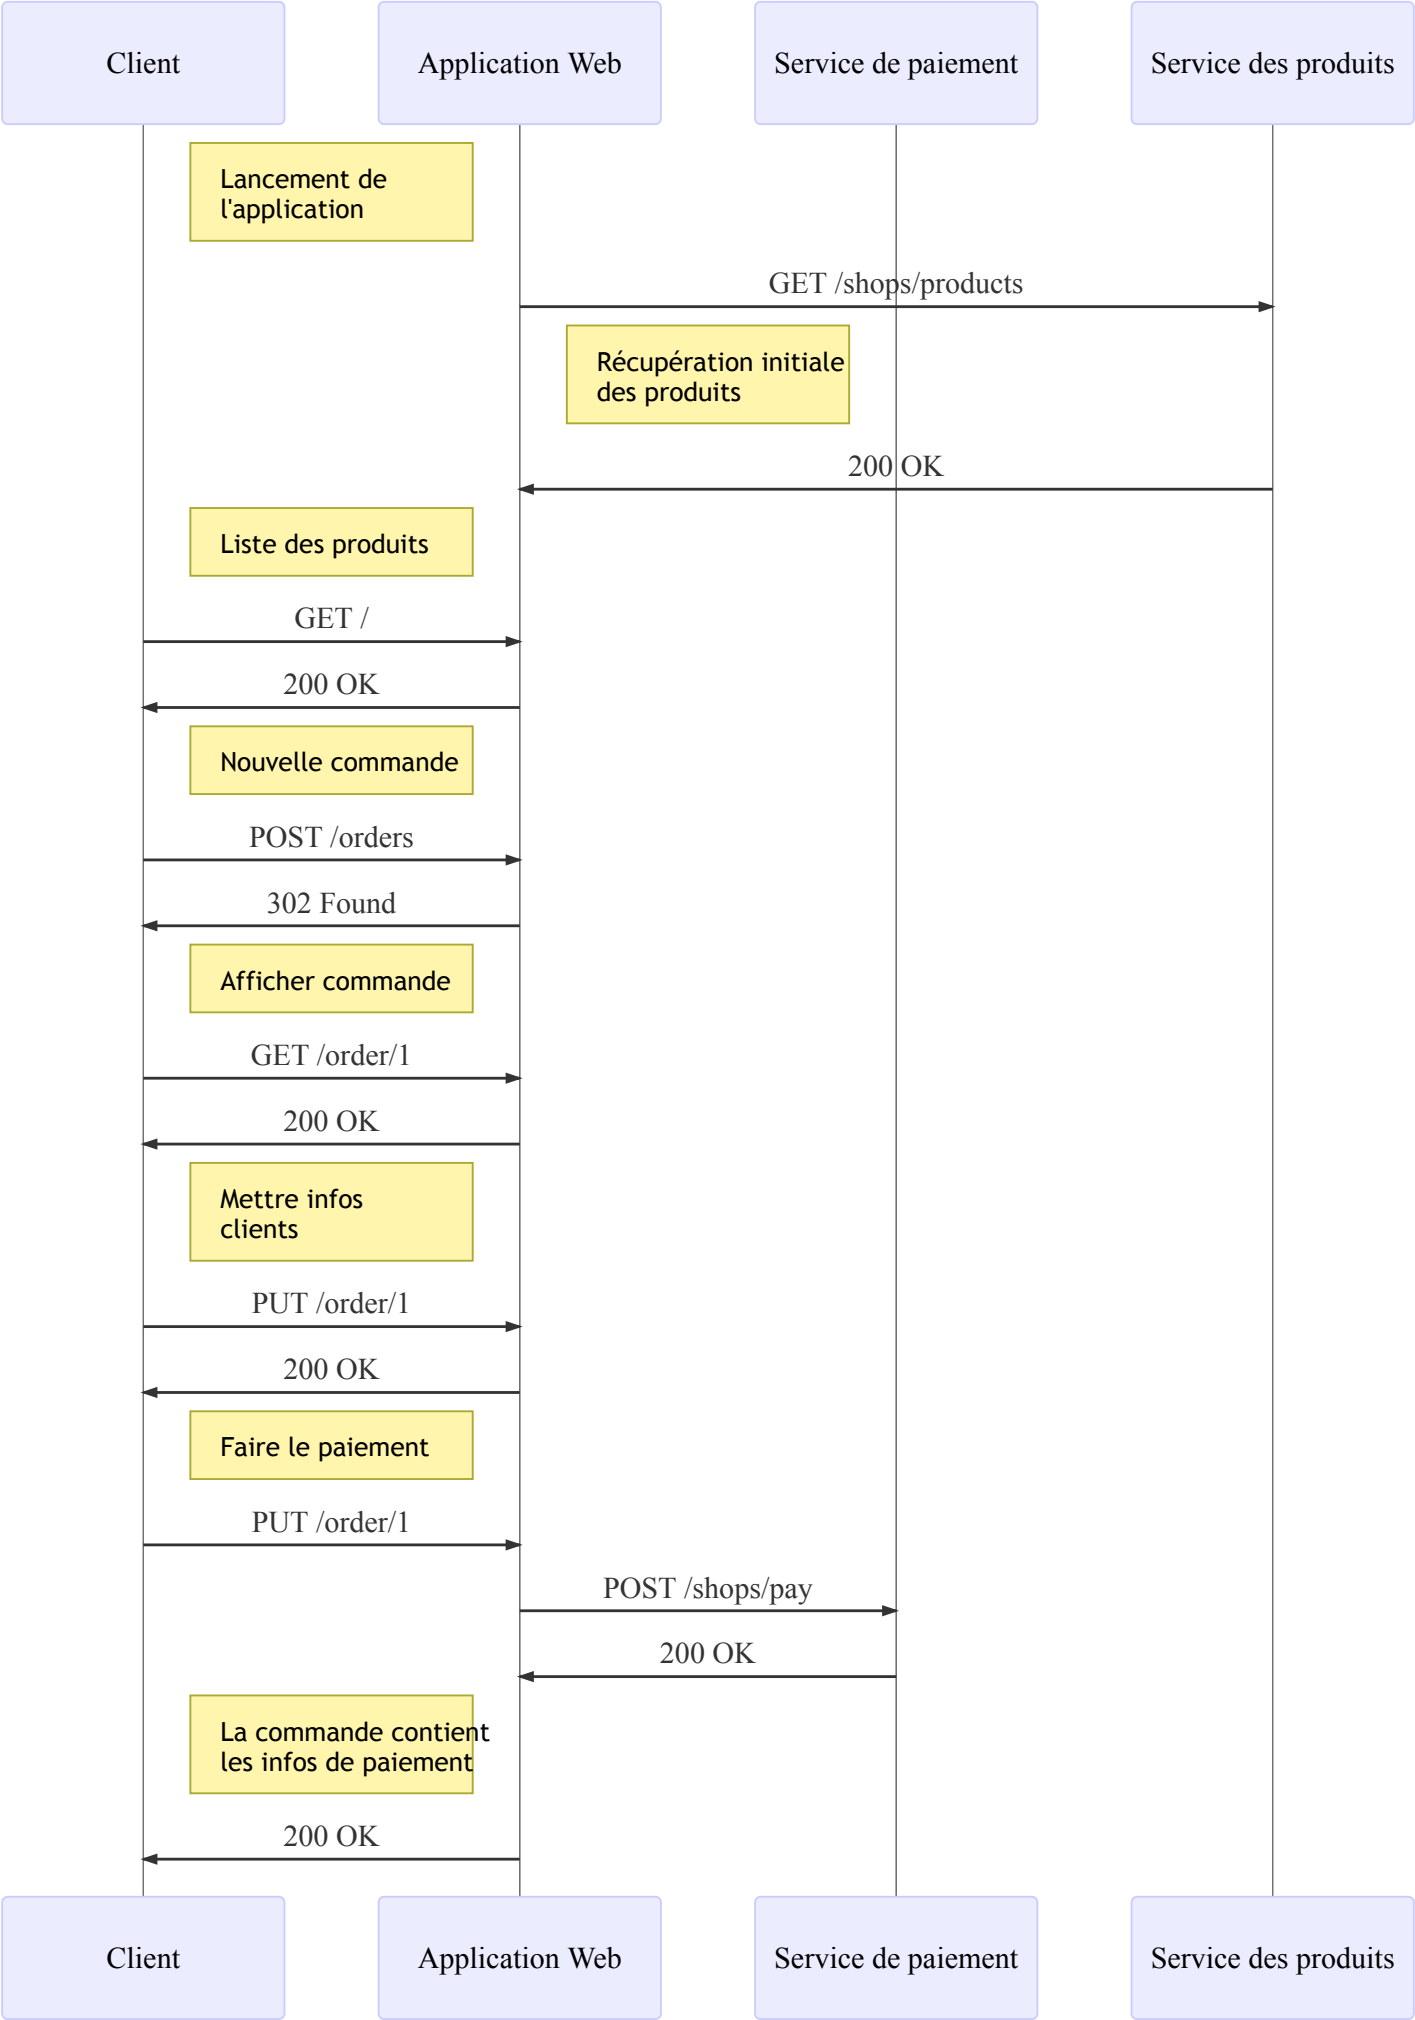 Client
Application Web
Service de paiement
Service des produits
Lancement de
l'application
GET /shops/products
Récupération initiale
des produits
200 OK
Liste des produits
GET /
200 OK
Nouvelle commande
POST /orders
302 Found
Afficher commande
GET /order/1
200 OK
Mettre infos
clients
PUT /order/1
200 OK
Faire le paiement
PUT /order/1
POST /shops/pay
200 OK
La commande contient
les infos de paiement
200 OK
Client
Application Web
Service de paiement
Service des produits